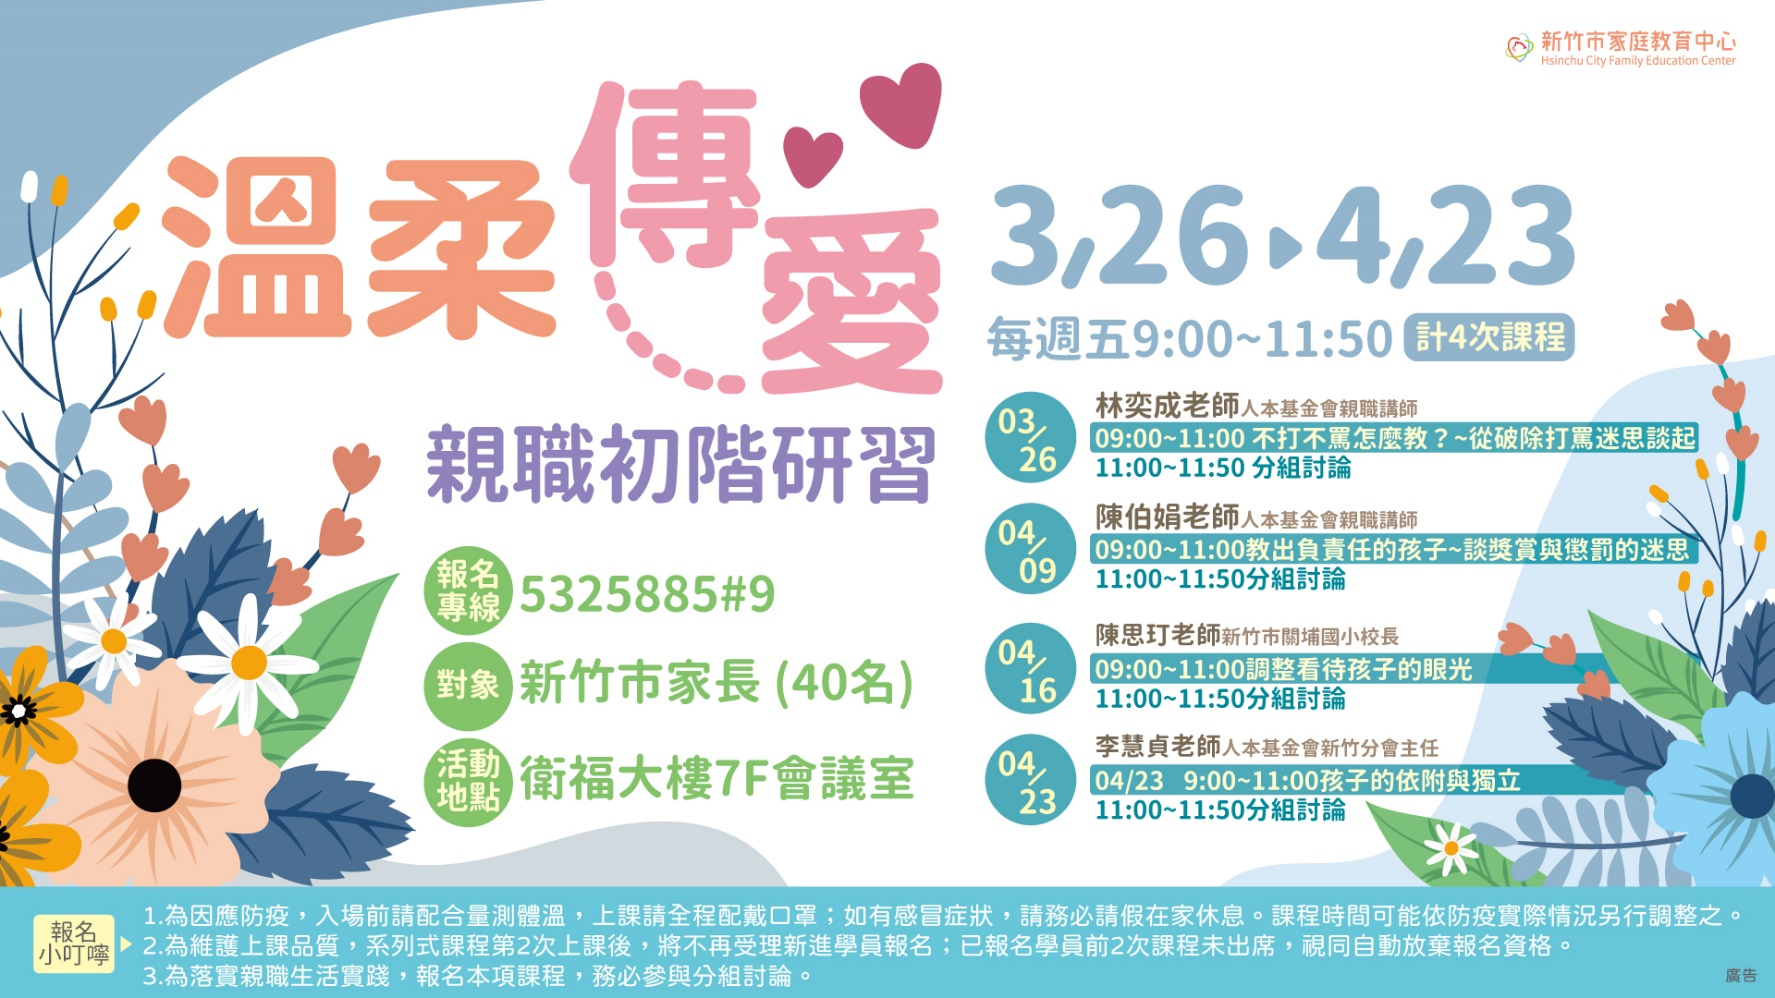 新竹市家庭教育中心
Hsinchu City Family Education Center
溫柔傳愛
親職初階研習
3/26▸4/23
每週五9:00~11:50 計4次課程
03/26
林奕成老師人本基金會親職講師
09:00~11:00 不打不罵怎麼教？~從破除打罵迷思談起
11:00~11:50 分組討論
04/09
陳伯娟老師人本基金會親職講師
09:00~11:00教出負責任的孩子~談獎賞與懲罰的迷思
11:00~11:50分組討論
04/16
陳思玎老師新竹市關埔國小校長
09:00~11:00調整看待孩子的眼光
11:00~11:50分組討論
04/23
李慧貞老師人本基金會新竹分會主任
04/23 9:00~11:00孩子的依附與獨立
11:00~11:50分組討論
報名專線 5325885#9
對象 新竹市家長 (40名)
活動地點 衛福大樓7F會議室
報名小叮嚀
1.為因應防疫，入場前請配合量測體溫，上課請全程配戴口罩；如有感冒症狀，請務必請假在家休息。課程時間可能依防疫實際情況另行調整之。
2.為維護上課品質，系列式課程第2次上課後，將不再受理新進學員報名；已報名學員前2次課程未出席，視同自動放棄報名資格。
3.為落實親職生活實踐，報名本項課程，務必參與分組討論。
廣告